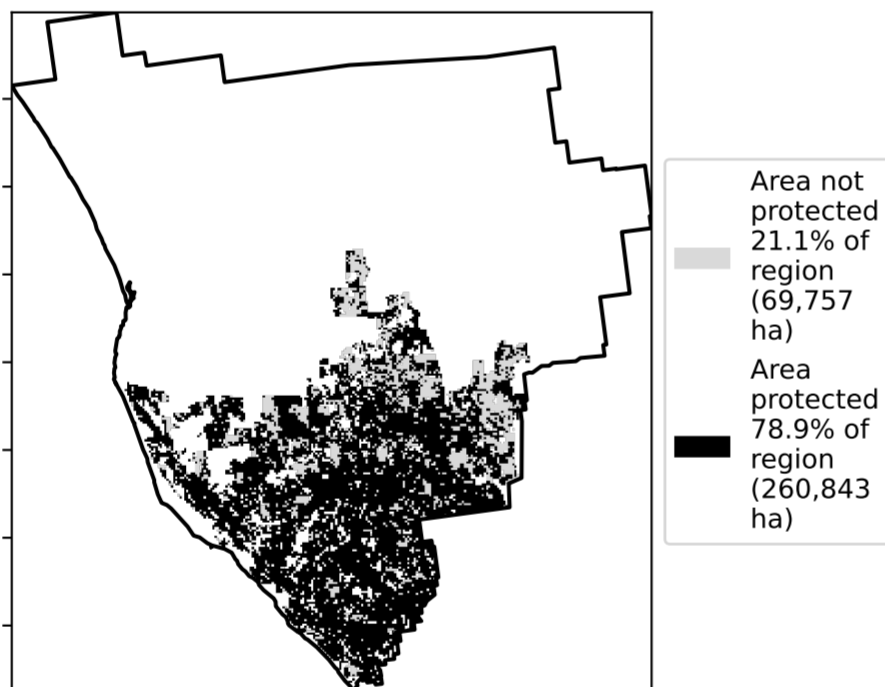 Area not
protected
21.1% of
region
(69,757
ha)
Area
protected
78.9% of
region
(260,843
ha)